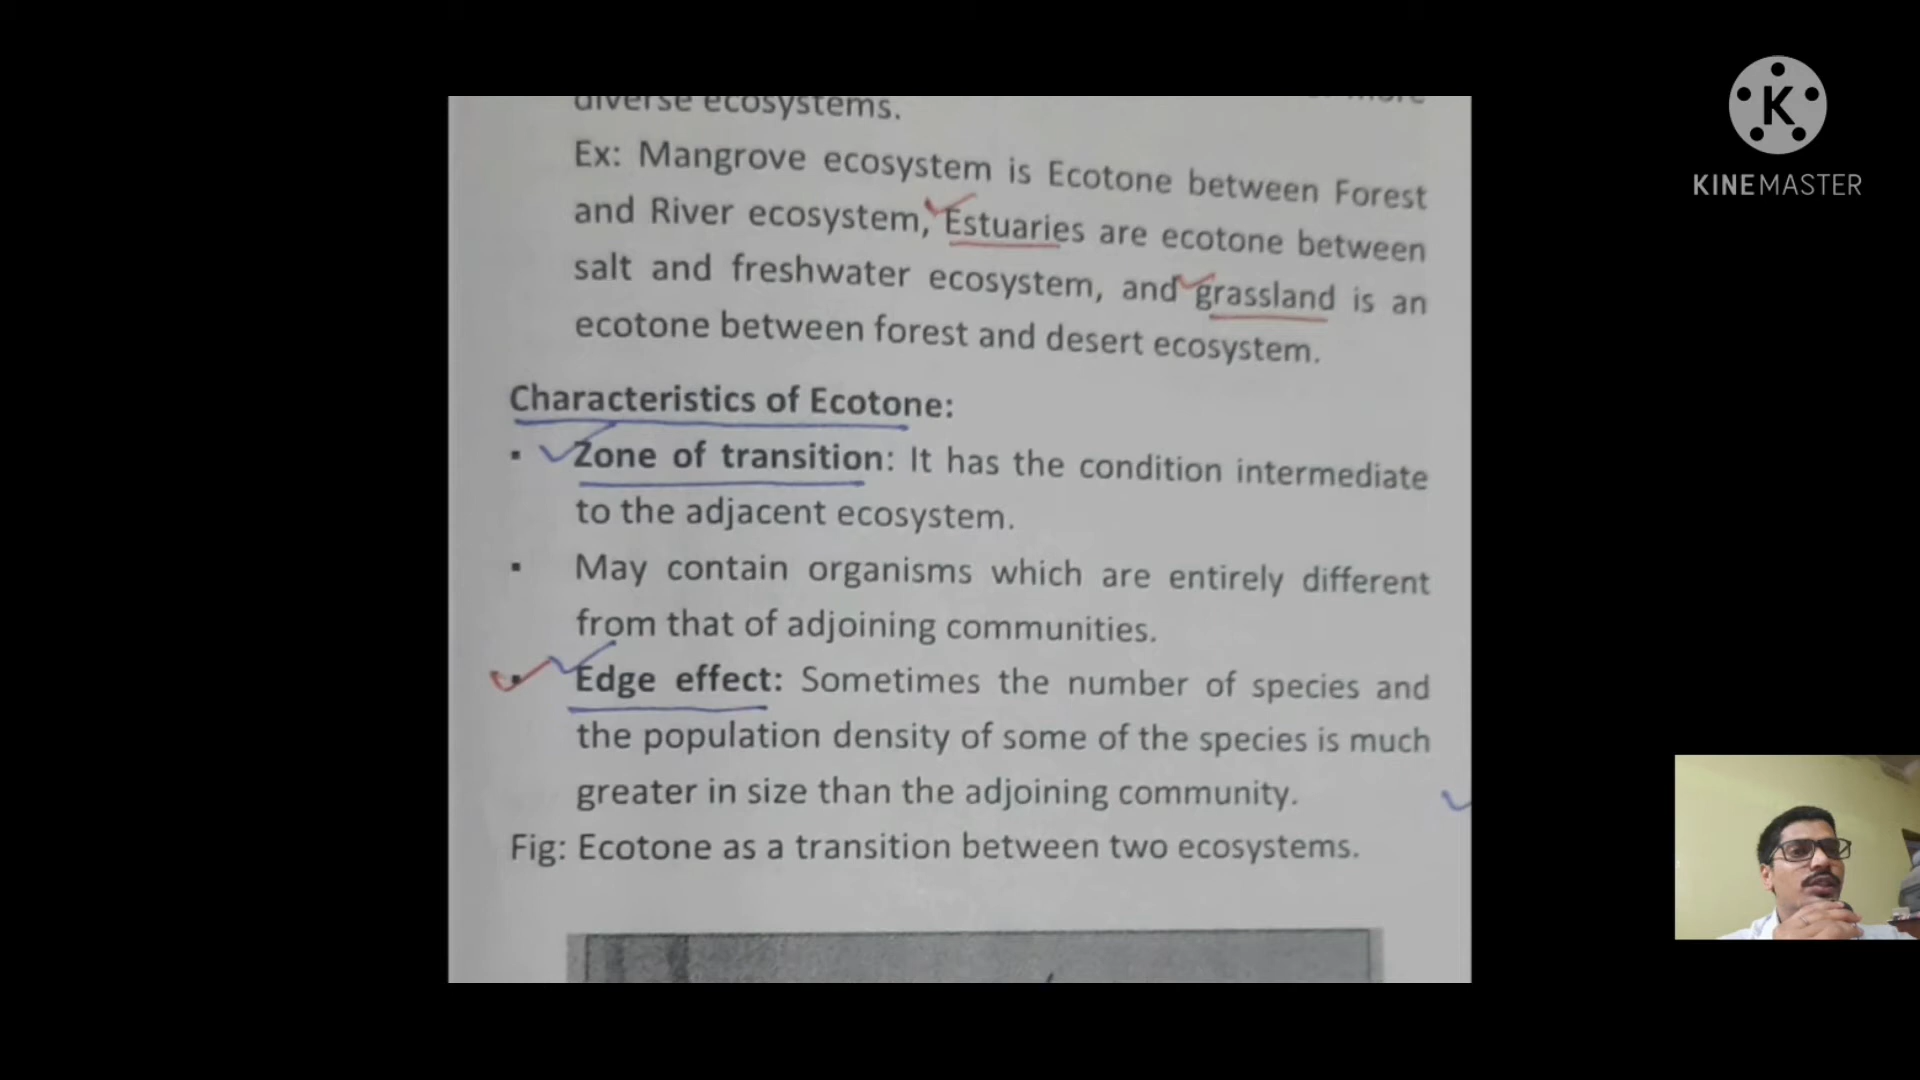 diverse ecosystems.
Ex: Mangrove ecosystem is Ecotone between Forest
and River ecosystem, Estuaries are ecotone between
salt and freshwater ecosystem, and grassland is an
ecotone between forest and desert ecosystem.
Characteristics of Ecotone:
▪ Zone of transition: It has the condition intermediate
to the adjacent ecosystem.
▪ May contain organisms which are entirely different
from that of adjoining communities.
▪ Edge effect: Sometimes the number of species and
the population density of some of the species is much
greater in size than the adjoining community.
Fig: Ecotone as a transition between two ecosystems.
K
KINEMASTER